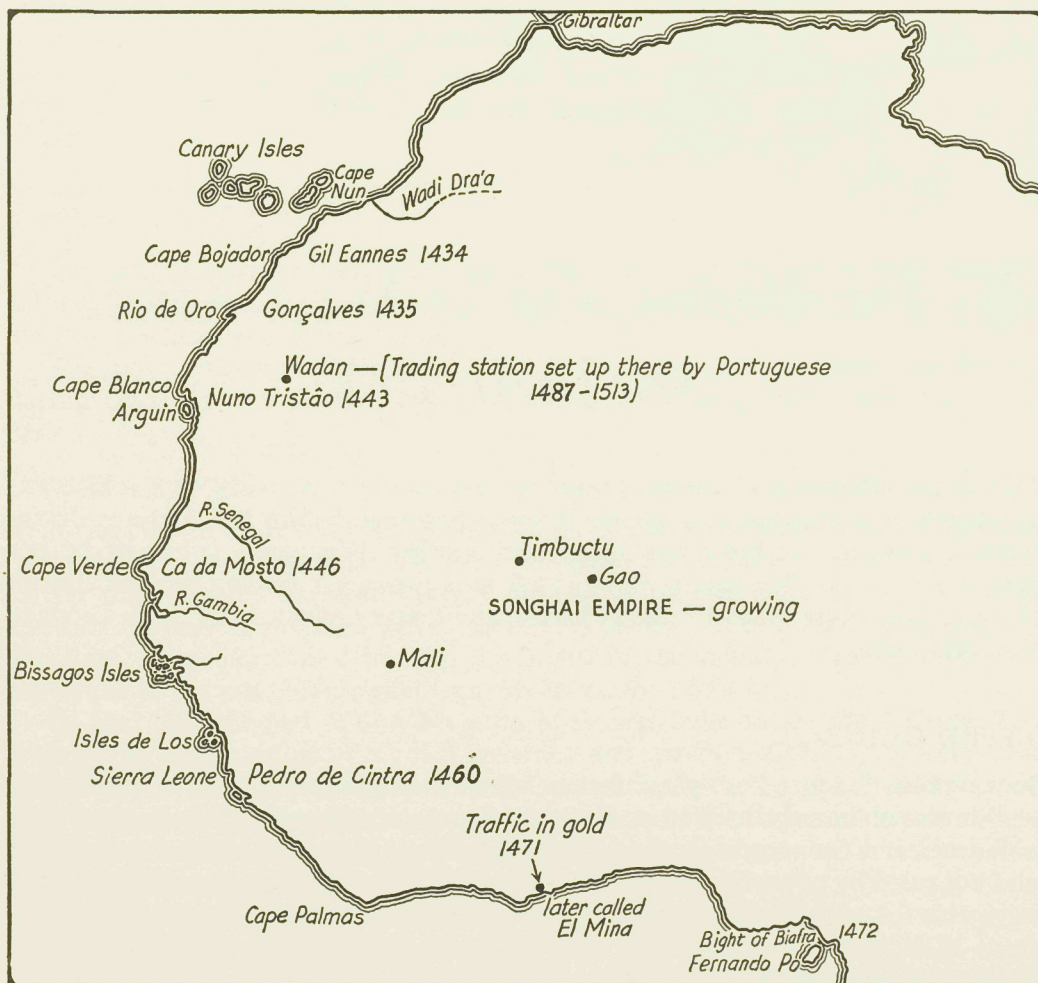 Gibraltar
Canary Isles
Cape
Nun
Wadi Dra'a
Cape Bojador
Gil Eannes 1434
Rio de Oro
Gonçalves 1435
Wadan — [Trading station set up there by Portuguese
1487-1513]
Cape Blanco
Nuno Tristâo 1443
Arguin
R. Senegal
Timbuctu
Cape Verde
Ca da Mosto 1446
Gao
R. Gambia
SONGHAI EMPIRE — growing
Mali
Bissagos Isles
Isles de Los
Sierra Leone
Pedro de Cintra 1460
Traffic in gold
1471
Cape Palmas
later called
El Mina
Bight of Biafra
1472
Fernando Po